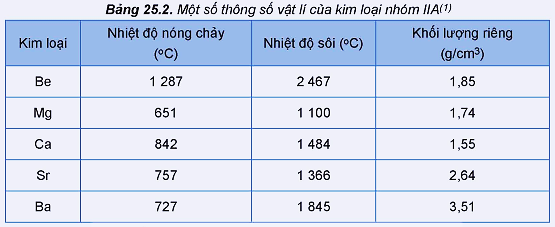 Bảng 25.2. Một số thông số vật lí của kim loại nhóm IIA(1)
Kim loại Nhiệt độ nóng chảy (ºC) Nhiệt độ sôi (ºC) Khối lượng riêng (g/cm3)
Be 1 287 2 467 1,85
Mg 651 1 100 1,74
Ca 842 1 484 1,55
Sr 757 1 366 2,64
Ba 727 1 845 3,51